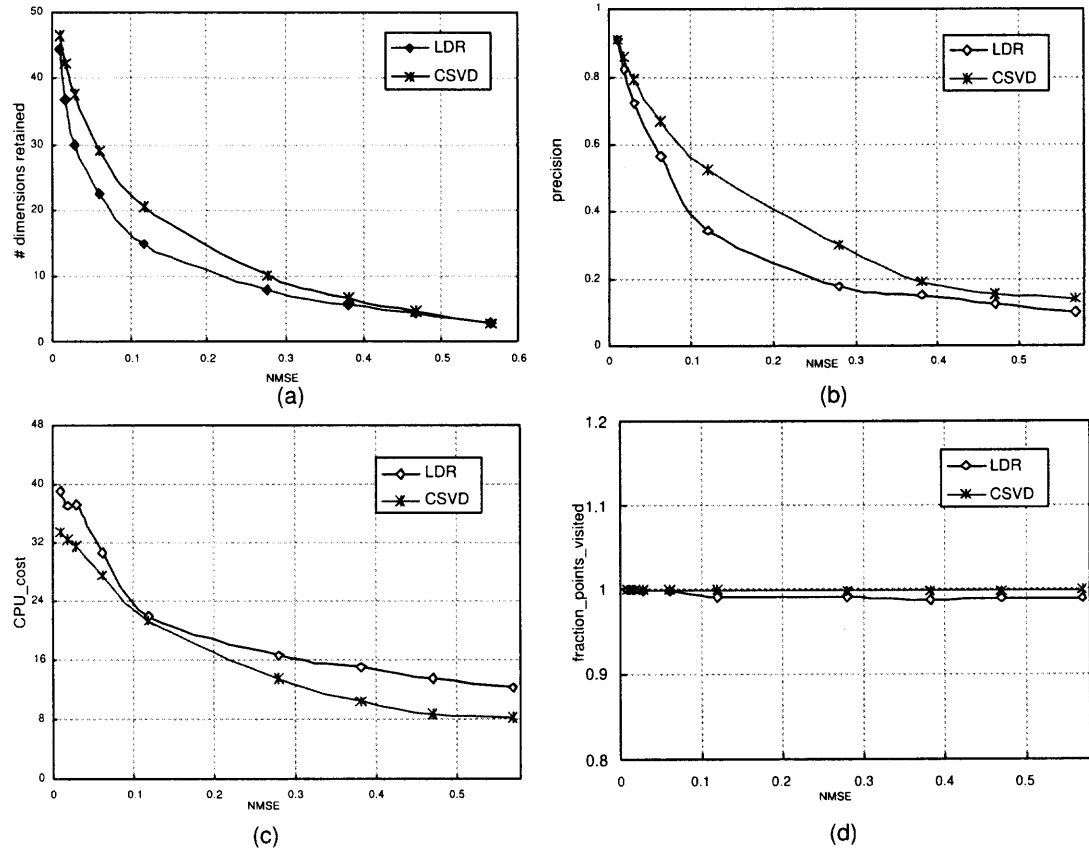 50
40
30
20
10
0
# dimensions retained
LDR
CSVD
0 0.1 0.2 0.3 0.4 0.5 0.6
NMSE
(a)
1
0.8
0.6
0.4
0.2
0
precision
LDR
CSVD
0 0.1 0.2 0.3 0.4 0.5
NMSE
(b)
48
40
32
24
16
8
0
CPU_cost
LDR
CSVD
0 0.1 0.2 0.3 0.4 0.5
NMSE
(c)
1.2
1.1
1
0.9
0.8
fraction_points_visited
LDR
CSVD
0 0.1 0.2 0.3 0.4 0.5
NMSE
(d)